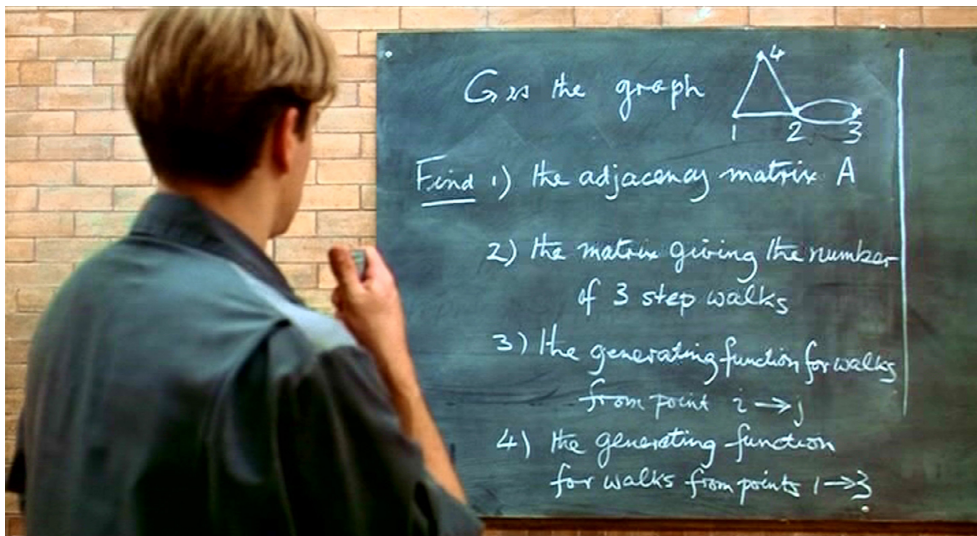 G is the graph
4
1 2 3
Find 1) the adjacency matrix A
2) the matrix giving the number
of 3 step walks
3) the generating function for walks
from point i → j
4) the generating function
for walks from points 1 → 3